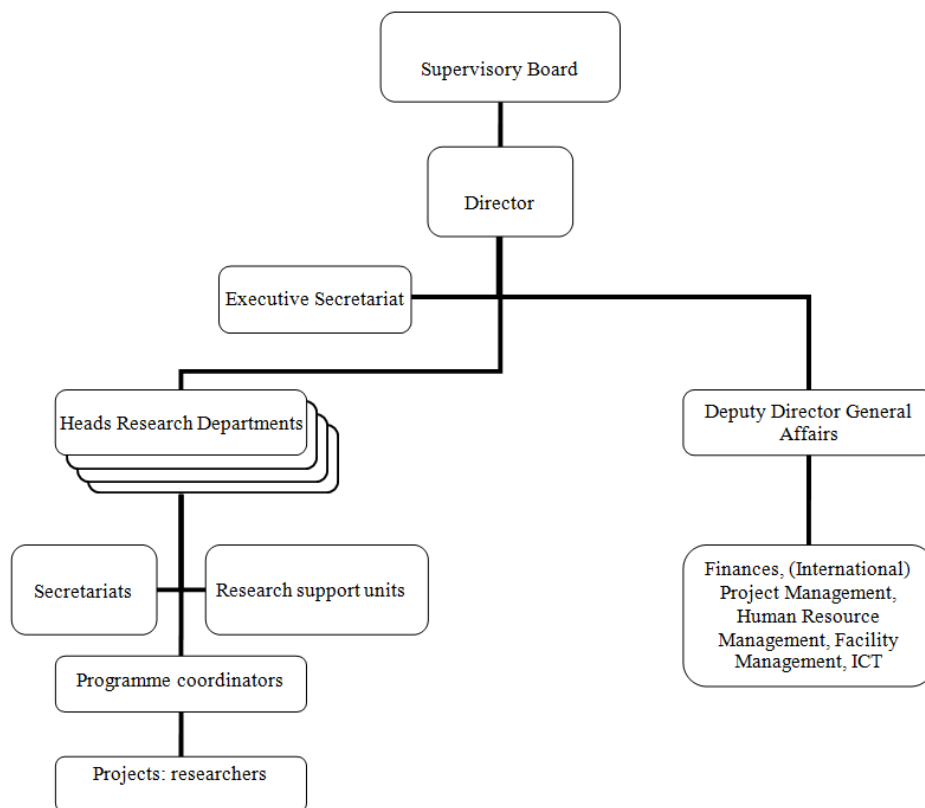 Supervisory Board
Director
Executive Secretariat
Heads Research Departments
Deputy Director General
Affairs
Secretariats
Research support units
Finances, (International)
Project Management,
Human Resource
Management, Facility
Management, ICT
Programme coordinators
Projects: researchers